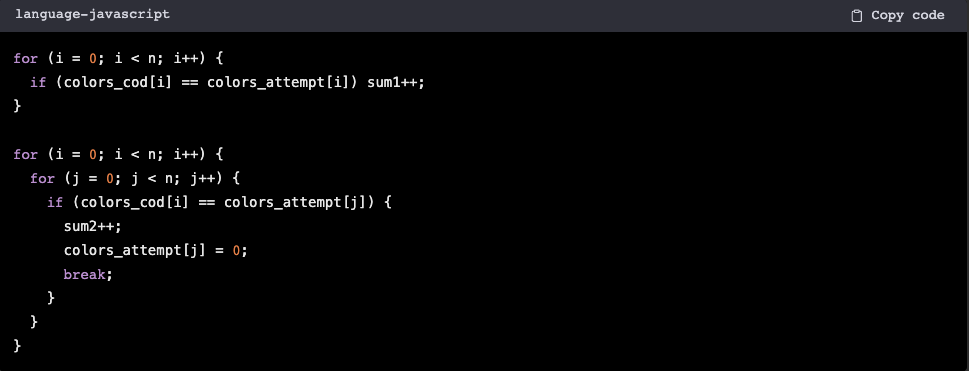 language-javascript
Copy code
for (i = 0; i < n; i++) {
  if (colors_cod[i] == colors_attempt[i]) sum1++;
}

for (i = 0; i < n; i++) {
  for (j = 0; j < n; j++) {
    if (colors_cod[i] == colors_attempt[j]) {
      sum2++;
      colors_attempt[j] = 0;
      break;
    }
  }
}